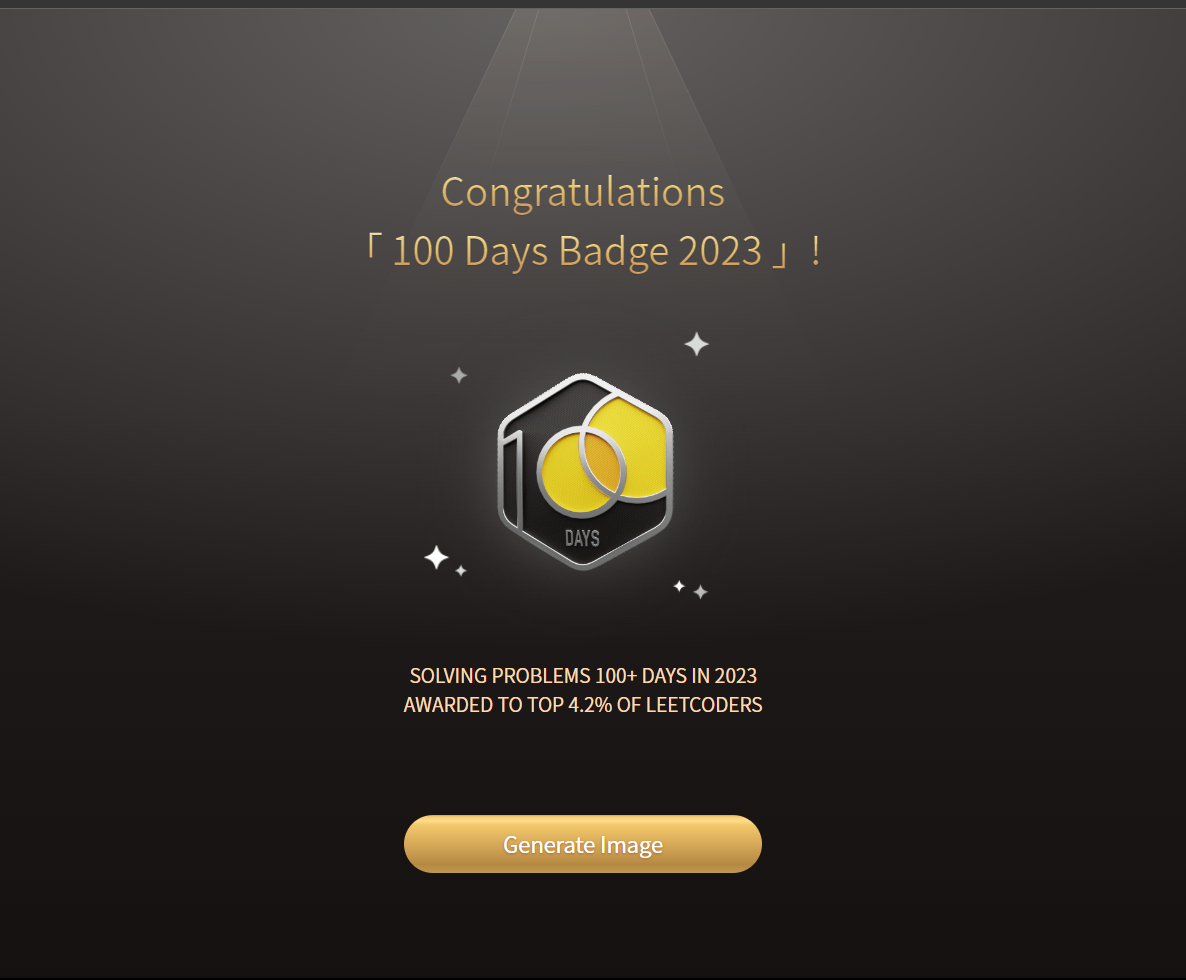 Congratulations
「 100 Days Badge 2023 」!
100
DAYS
SOLVING PROBLEMS 100+ DAYS IN 2023
AWARDED TO TOP 4.2% OF LEETCODERS
Generate Image